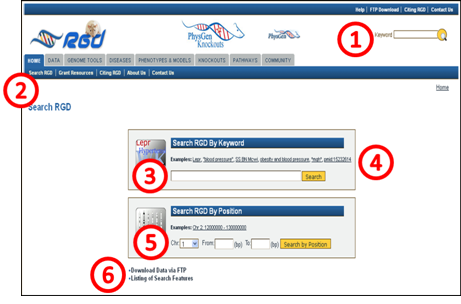 Help | FTP Download | Citing RGD | Contact Us
RGD
PhysGen Knockouts
PhysGen
1
Keyword
HOME DATA GENOME TOOLS DISEASES PHENOTYPES & MODELS KNOCKOUTS PATHWAYS COMMUNITY
Search RGD | Grant Resources | Citing RGD | About Us | Contact Us
2
Home
Search RGD
Lepr
Search RGD By Keyword
Examples: Lepr, "blood pressure", SS BN Mcwi, obesity and blood pressure, "mah", pmid:15232614
3
Search
4
Search RGD By Position
Examples: Chr 2: 12000000 - 130000000
5
Chr: 1 From: (bp) To: (bp) Search by Position
6
•Download Data via FTP
•Listing of Search Features